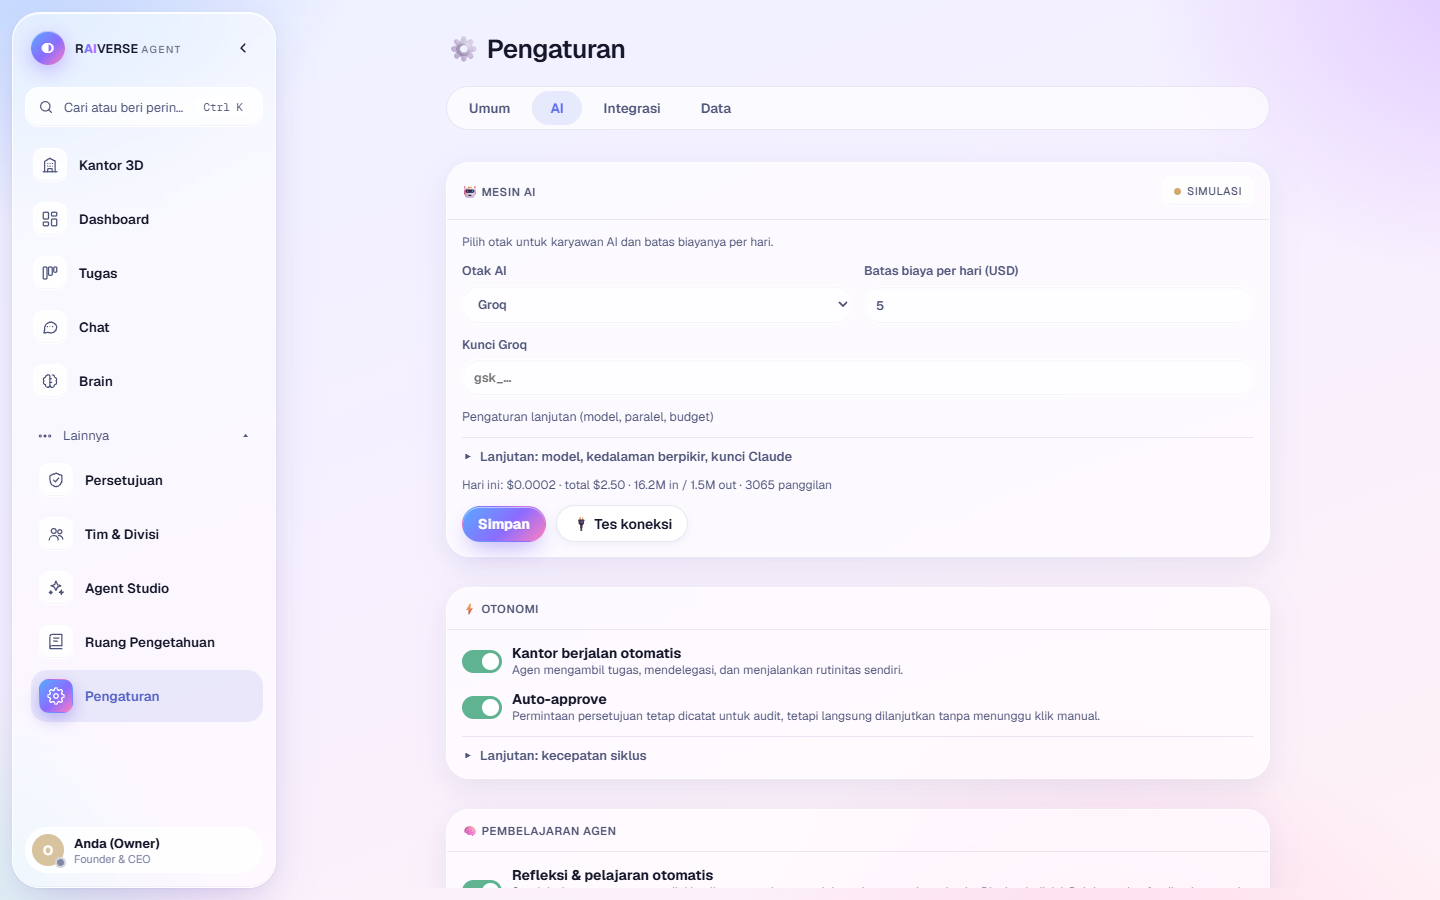 RAIVERSE AGENT
Cari atau beri perin... Ctrl K
Kantor 3D
Dashboard
Tugas
Chat
Brain
Lainnya
Persetujuan
Tim & Divisi
Agent Studio
Ruang Pengetahuan
Pengaturan
Anda (Owner)
Founder & CEO
O
Pengaturan
Umum AI Integrasi Data
MESIN AI SIMULASI
Pilih otak untuk karyawan AI dan batas biayanya per hari.
Otak AI Batas biaya per hari (USD)
Groq 5
Kunci Groq
gsk_...
Pengaturan lanjutan (model, paralel, budget)
Lanjutan: model, kedalaman berpikir, kunci Claude
Hari ini: $0.0002 · total $2.50 · 16.2M in / 1.5M out · 3065 panggilan
Simpan Tes koneksi
OTONOMI
Kantor berjalan otomatis
Agen mengambil tugas, mendelegasi, dan menjalankan rutinitas sendiri.
Auto-approve
Permintaan persetujuan tetap dicatat untuk audit, tetapi langsung dilanjutkan tanpa menunggu klik manual.
Lanjutan: kecepatan siklus
PEMBELAJARAN AGEN
Refleksi & pelajaran otomatis